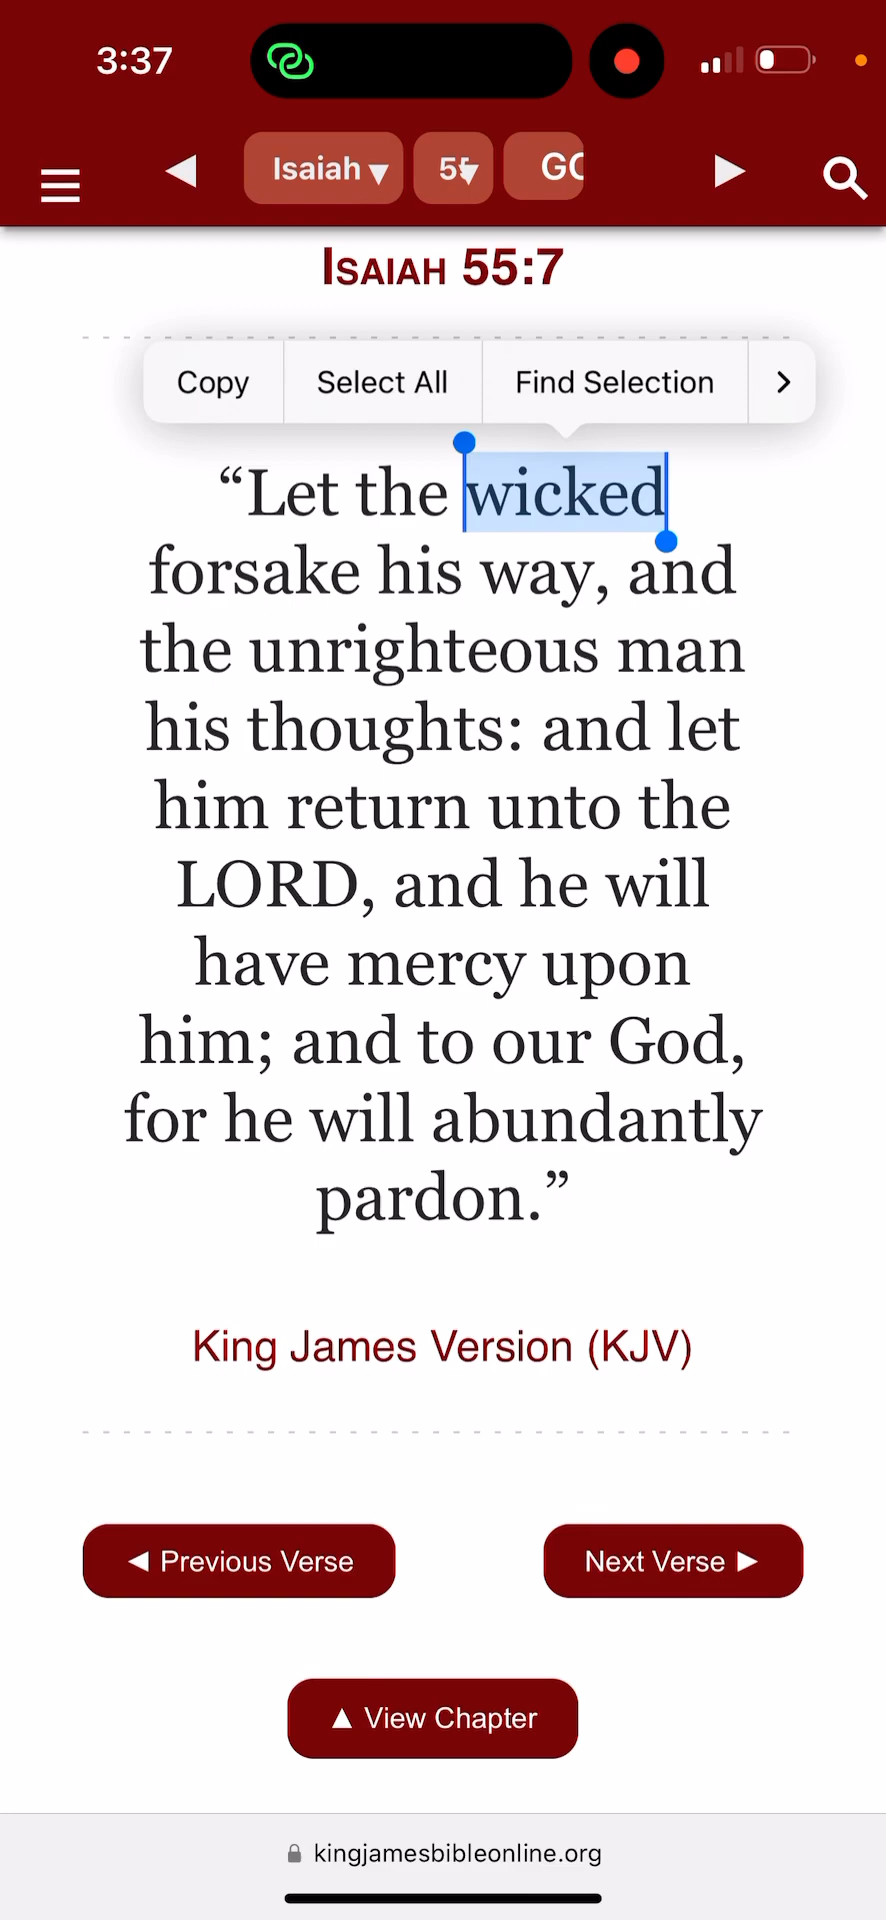 3:37
Isaiah
Isaiah 55:7
Copy Select All Find Selection
“Let the wicked
forsake his way, and
the unrighteous man
his thoughts: and let
him return unto the
LORD, and he will
have mercy upon
him; and to our God,
for he will abundantly
pardon.”
King James Version (KJV)
◄ Previous Verse Next Verse ►
▲ View Chapter
kingjamesbibleonline.org